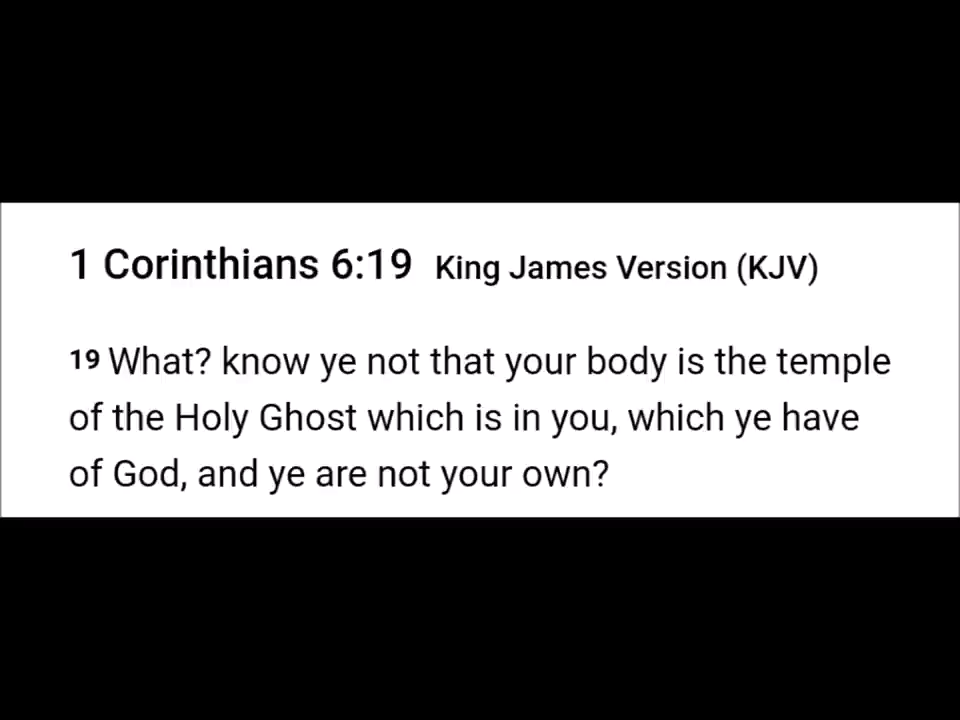 1 Corinthians 6:19 King James Version (KJV)
19 What? know ye not that your body is the temple
of the Holy Ghost which is in you, which ye have
of God, and ye are not your own?